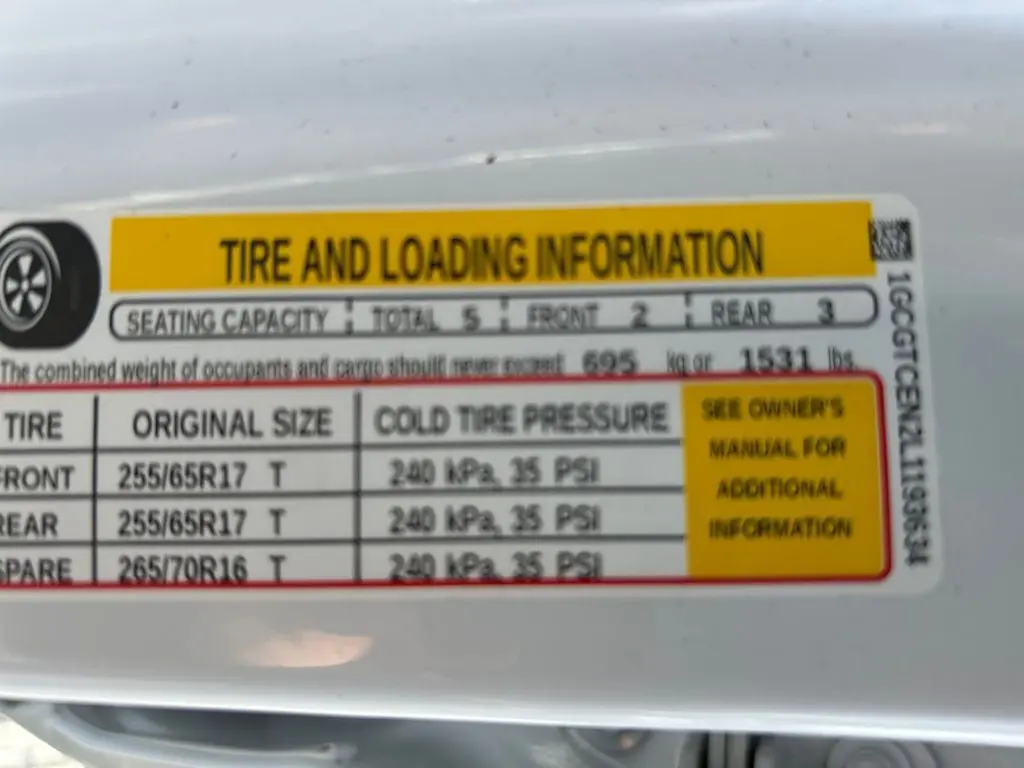 TIRE AND LOADING INFORMATION
SEATING CAPACITY TOTAL 5 FRONT 2 REAR 3
The combined weight of occupants and cargo should never exceed 695 kg or 1531 lbs.
TIRE ORIGINAL SIZE COLD TIRE PRESSURE
FRONT 255/65R17 T 240 kPa, 35 PSI
REAR 255/65R17 T 240 kPa, 35 PSI
SPARE 265/70R16 T 240 kPa, 35 PSI
SEE OWNER'S
MANUAL FOR
ADDITIONAL
INFORMATION
1GCGTCEN2L1193634